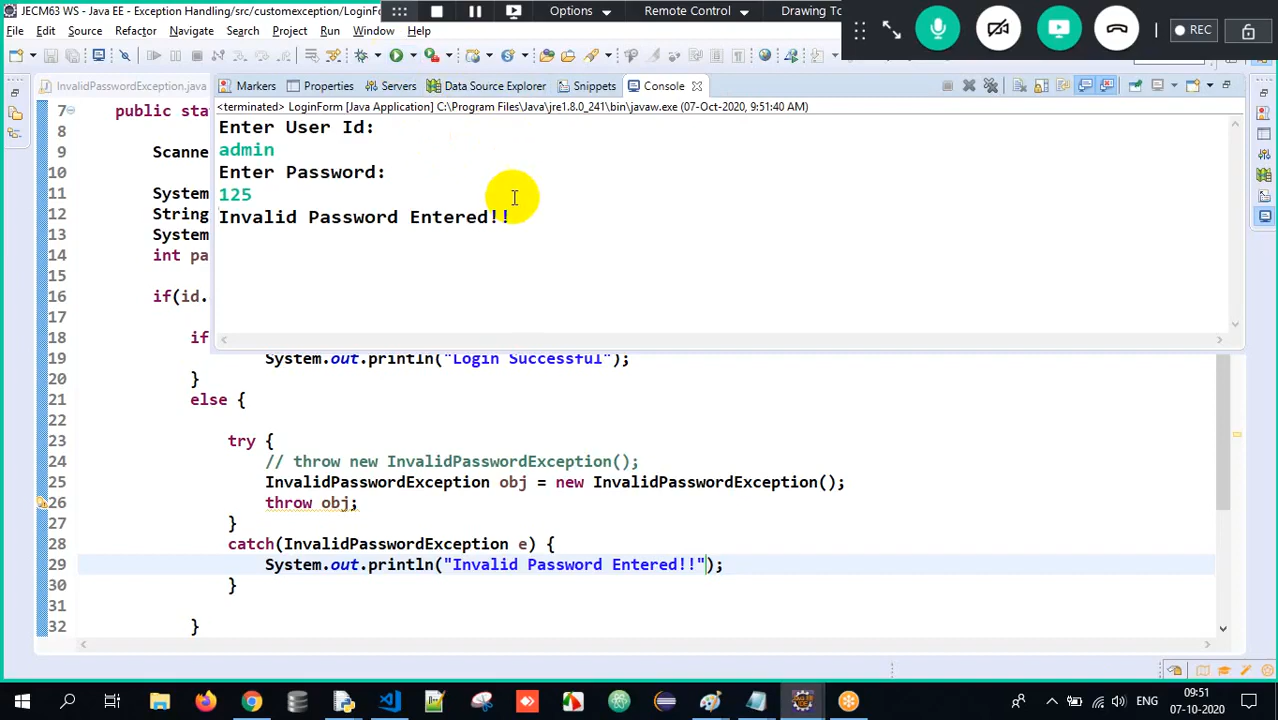 JECM63 WS - Java EE - Exception Handling/src/customexception/LoginFo
Options
Remote Control
Drawing To
REC
File Edit Source Refactor Navigate Search Project Run Window Help
InvalidPasswordException.java
Markers Properties Servers Data Source Explorer Snippets Console
<terminated> LoginForm [Java Application] C:\Program Files\Java\jre1.8.0_241\bin\javaw.exe (07-Oct-2020, 9:51:40 AM)
Enter User Id:
admin
Enter Password:
125
Invalid Password Entered!!
7 public sta
8
9 Scanne
10
11 System
12 String
13 System
14 int pa
15
16 if(id.
17
18 if
19 System.out.println("Login Successful");
20 }
21 else {
22
23 try {
24 // throw new InvalidPasswordException();
25 InvalidPasswordException obj = new InvalidPasswordException();
26 throw obj;
27 }
28 catch(InvalidPasswordException e) {
29 System.out.println("Invalid Password Entered!!");
30 }
31
32 }
ENG
09:51
07-10-2020